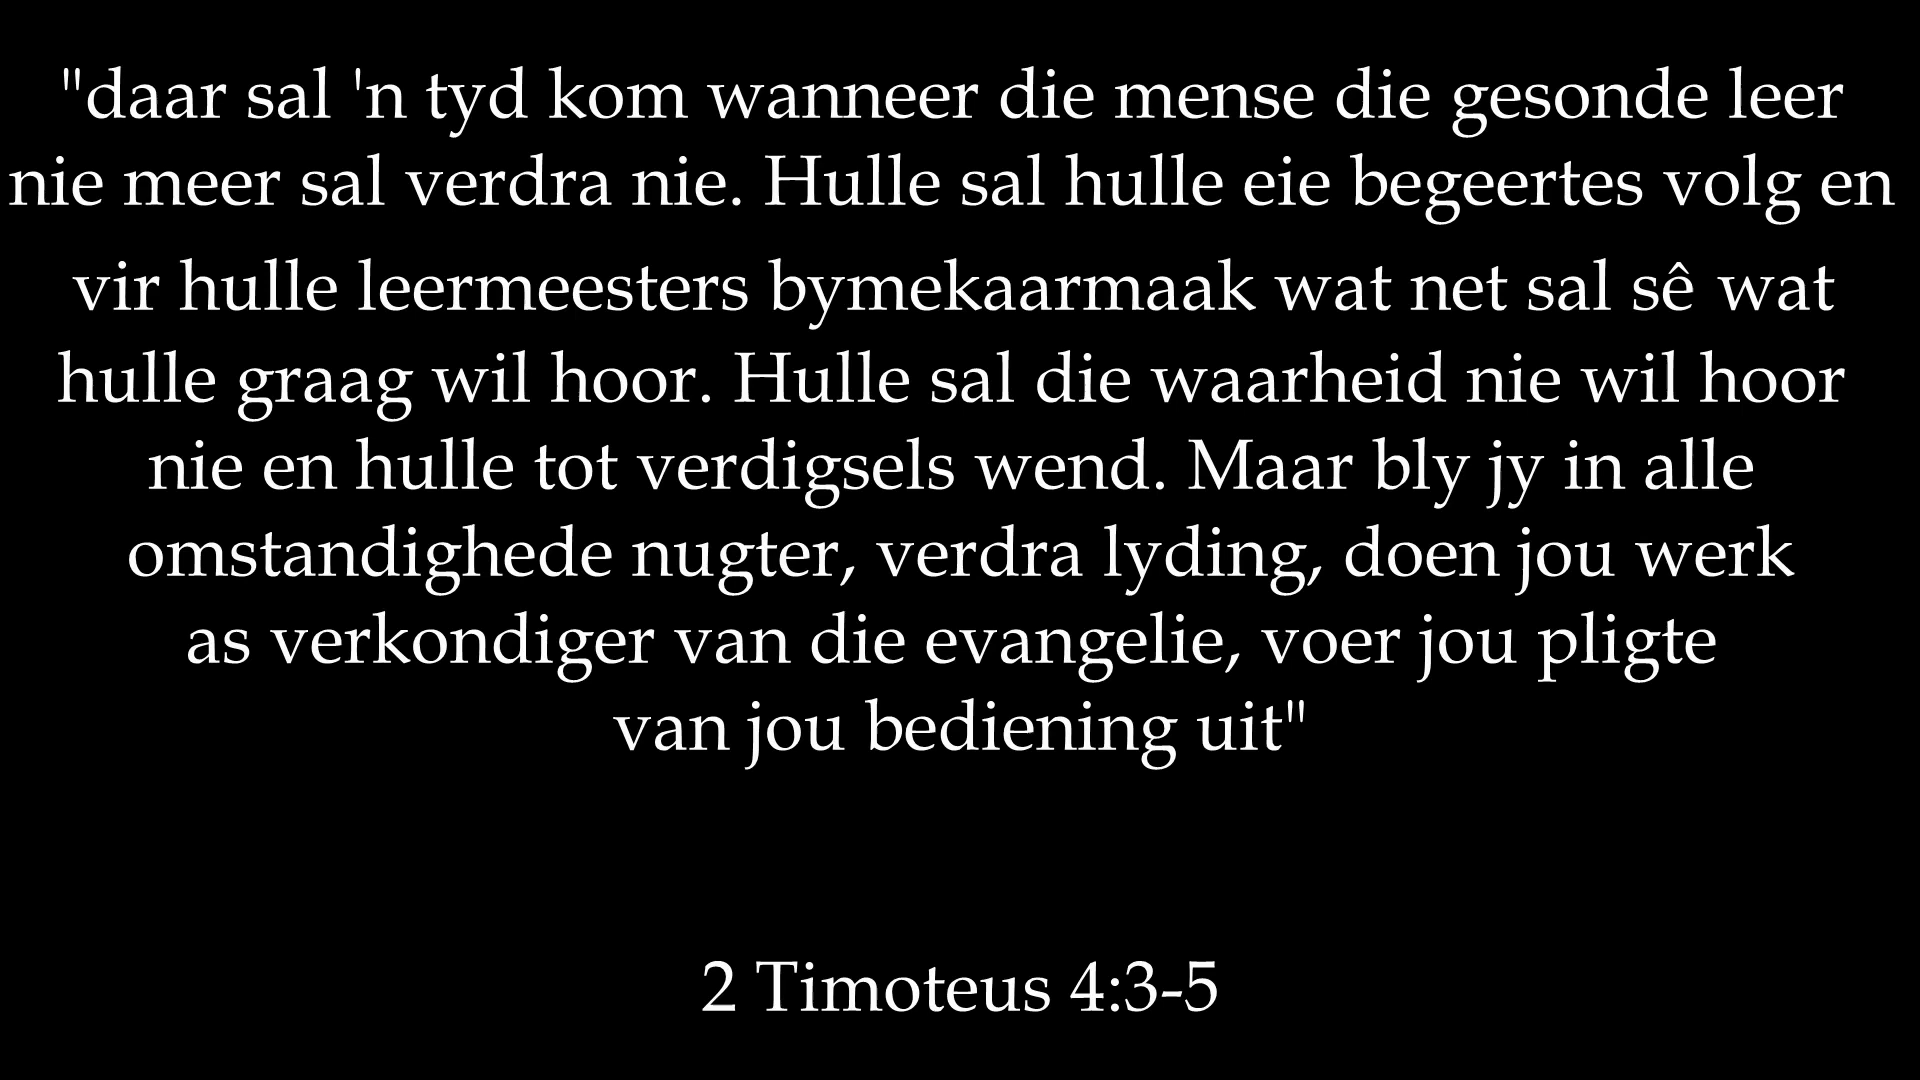 "daar sal 'n tyd kom wanneer die mense die gesonde leer
nie meer sal verdra nie. Hulle sal hulle eie begeertes volg en
vir hulle leermeesters bymekaarmaak wat net sal sê wat
hulle graag wil hoor. Hulle sal die waarheid nie wil hoor
nie en hulle tot verdigsels wend. Maar bly jy in alle
omstandighede nugter, verdra lyding, doen jou werk
as verkondiger van die evangelie, voer jou pligte
van jou bediening uit"
2 Timoteus 4:3-5